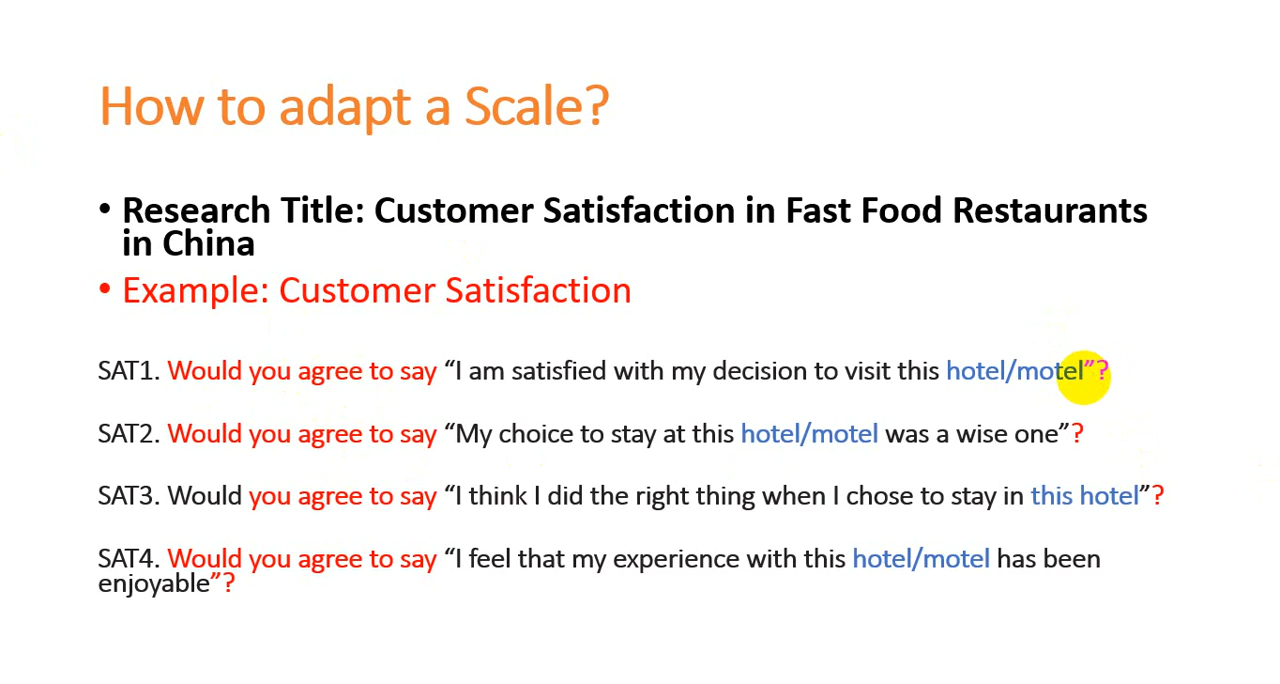 How to adapt a Scale?
• Research Title: Customer Satisfaction in Fast Food Restaurants
in China
• Example: Customer Satisfaction
SAT1. Would you agree to say “I am satisfied with my decision to visit this hotel/motel”?
SAT2. Would you agree to say “My choice to stay at this hotel/motel was a wise one”?
SAT3. Would you agree to say “I think I did the right thing when I chose to stay in this hotel”?
SAT4. Would you agree to say “I feel that my experience with this hotel/motel has been
enjoyable”?